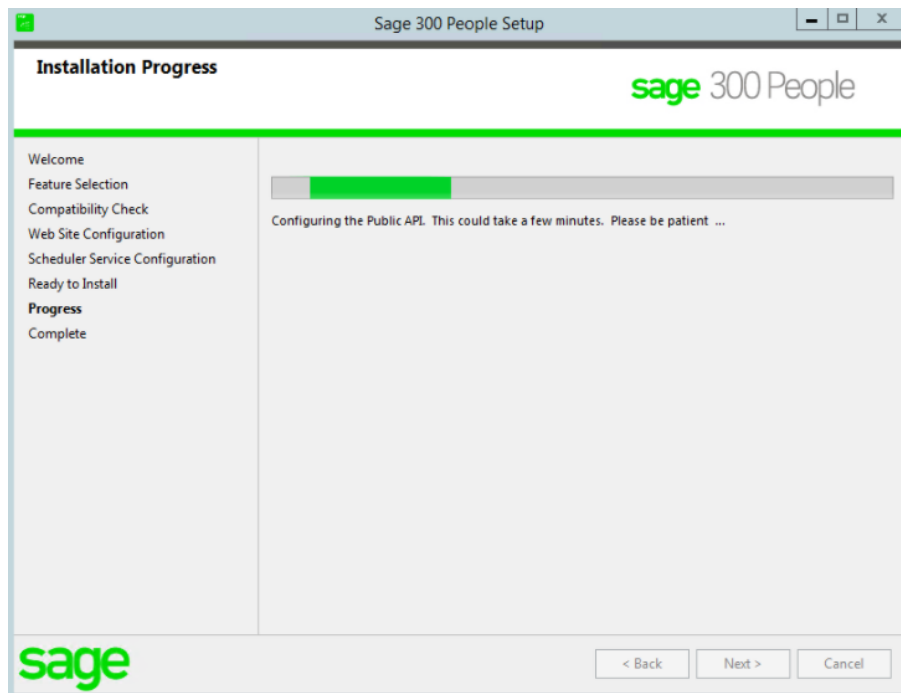 Sage 300 People Setup
Installation Progress
sage 300 People
Welcome
Feature Selection
Compatibility Check
Web Site Configuration
Scheduler Service Configuration
Ready to Install
Progress
Complete
Configuring the Public API. This could take a few minutes. Please be patient ...
sage
< Back
Next >
Cancel